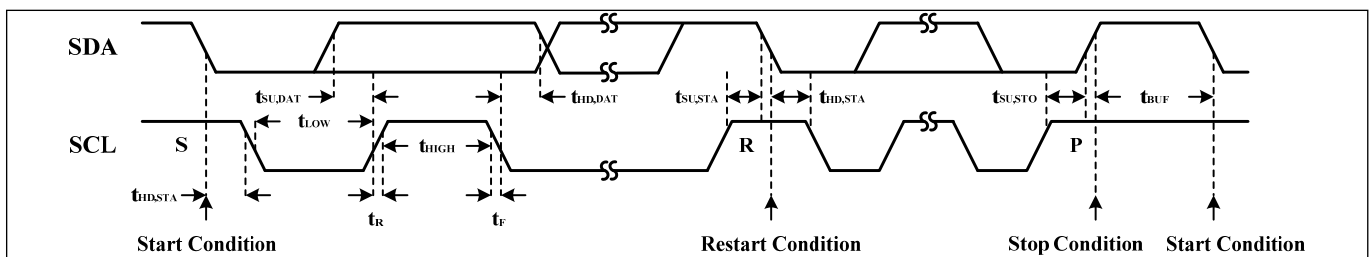 SDA
tSU,DAT
tHD,DAT
tSU,STA
tHD,STA
tSU,STO
tBUF
tLOW
SCL
S
tHIGH
R
P
tHD,STA
tR
tF
Start Condition
Restart Condition
Stop Condition
Start Condition